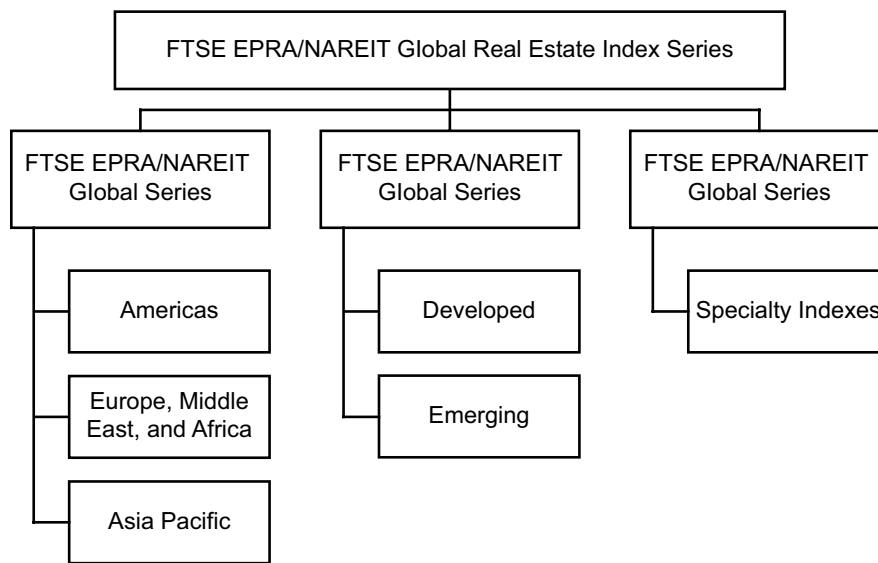 FTSE EPRA/NAREIT Global Real Estate Index Series
FTSE EPRA/NAREIT
Global Series
Americas
Europe, Middle
East, and Africa
Asia Pacific
FTSE EPRA/NAREIT
Global Series
Developed
Emerging
FTSE EPRA/NAREIT
Global Series
Specialty Indexes